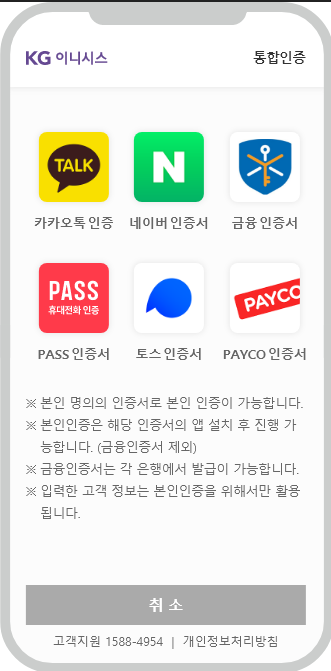 KG 이니시스
통합인증
TALK
N
카카오톡 인증
네이버 인증서
금융 인증서
PASS
휴대전화 인증
PAYCO
PASS 인증서
토스 인증서
PAYCO 인증서
※ 본인 명의의 인증서로 본인 인증이 가능합니다.
※ 본인인증은 해당 인증서의 앱 설치 후 진행 가
능합니다. (금융인증서 제외)
※ 금융인증서는 각 은행에서 발급이 가능합니다.
※ 입력한 고객 정보는 본인인증을 위해서만 활용
됩니다.
취 소
고객지원 1588-4954 | 개인정보처리방침